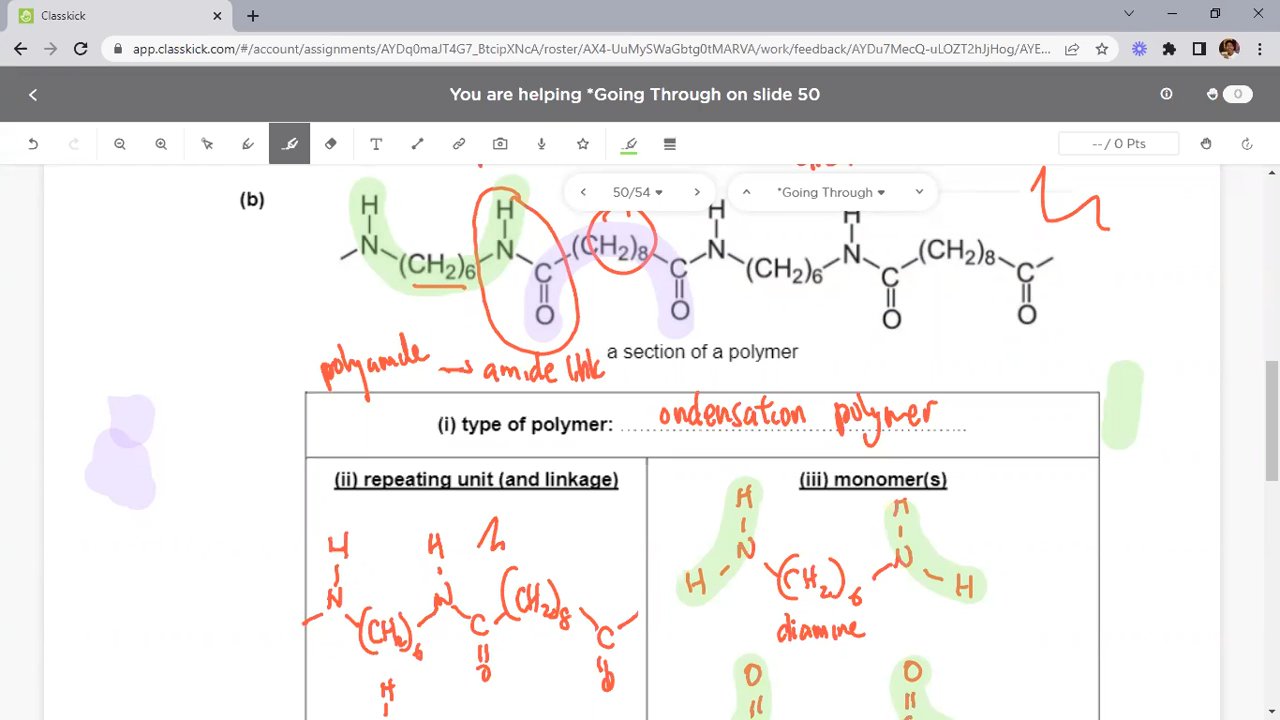 Classkick
app.classkick.com/#/account/assignments/AYDq0maJT4G7_BtcipXNcA/roster/AX4-UuMySWaGbtg0tMARVA/work/feedback/AYDu7MecQ-uLOZT2hJjHog/AYE...
You are helping *Going Through on slide 50
0
T
-- / 0 Pts
50/54
*Going Through
(b)
H H H H
N (CH2)6 N C (CH2)8 C N (CH2)6 N C (CH2)8 C
O O O O
a section of a polymer
polyamide → amide link
(i) type of polymer: ondensation polymer
(ii) repeating unit (and linkage)
(iii) monomer(s)
H H
N (CH2)6 N C (CH2)8 C
O O
H
H H
H N (CH2)6 N H
diamine
O O